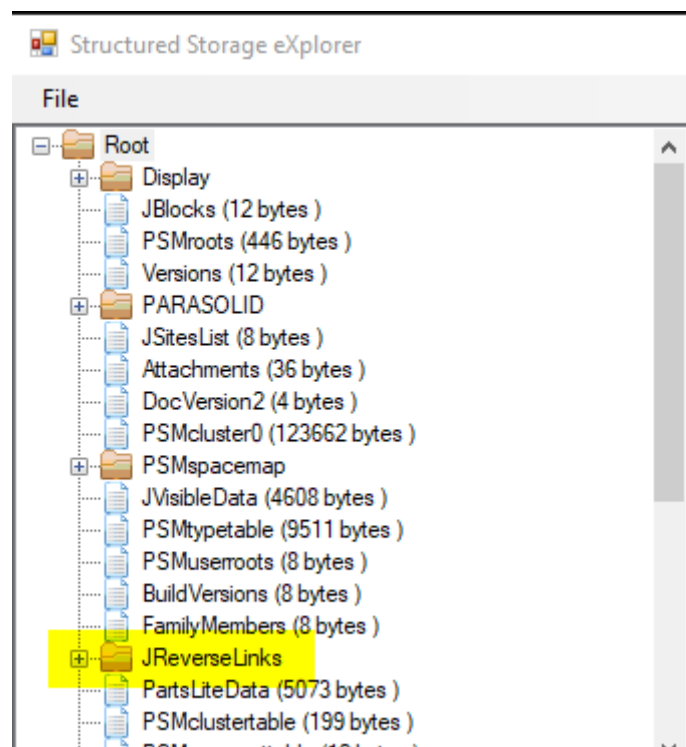 Structured Storage eXplorer
File
Root
Display
JBlocks (12 bytes )
PSMroots (446 bytes )
Versions (12 bytes )
PARASOLID
JSitesList (8 bytes )
Attachments (36 bytes )
DocVersion2 (4 bytes )
PSMcluster0 (123662 bytes )
PSMspacemap
JVisibleData (4608 bytes )
PSMtypetable (9511 bytes )
PSMuserroots (8 bytes )
BuildVersions (8 bytes )
FamilyMembers (8 bytes )
JReverseLinks
PartsLiteData (5073 bytes )
PSMclustertable (199 bytes )